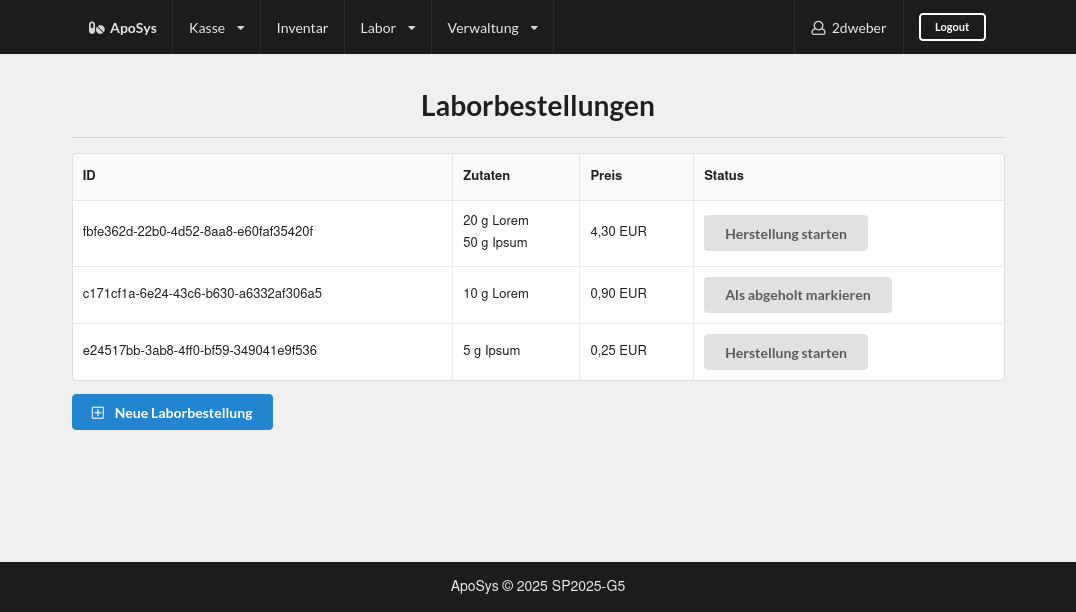 ApoSys Kasse Inventar Labor Verwaltung 2dweber Logout
Laborbestellungen
ID Zutaten Preis Status
fbfe362d-22b0-4d52-8aa8-e60faf35420f 20 g Lorem 4,30 EUR Herstellung starten
50 g Ipsum
c171cf1a-6e24-43c6-b630-a6332af306a5 10 g Lorem 0,90 EUR Als abgeholt markieren
e24517bb-3ab8-4ff0-bf59-349041e9f536 5 g Ipsum 0,25 EUR Herstellung starten
Neue Laborbestellung
ApoSys © 2025 SP2025-G5